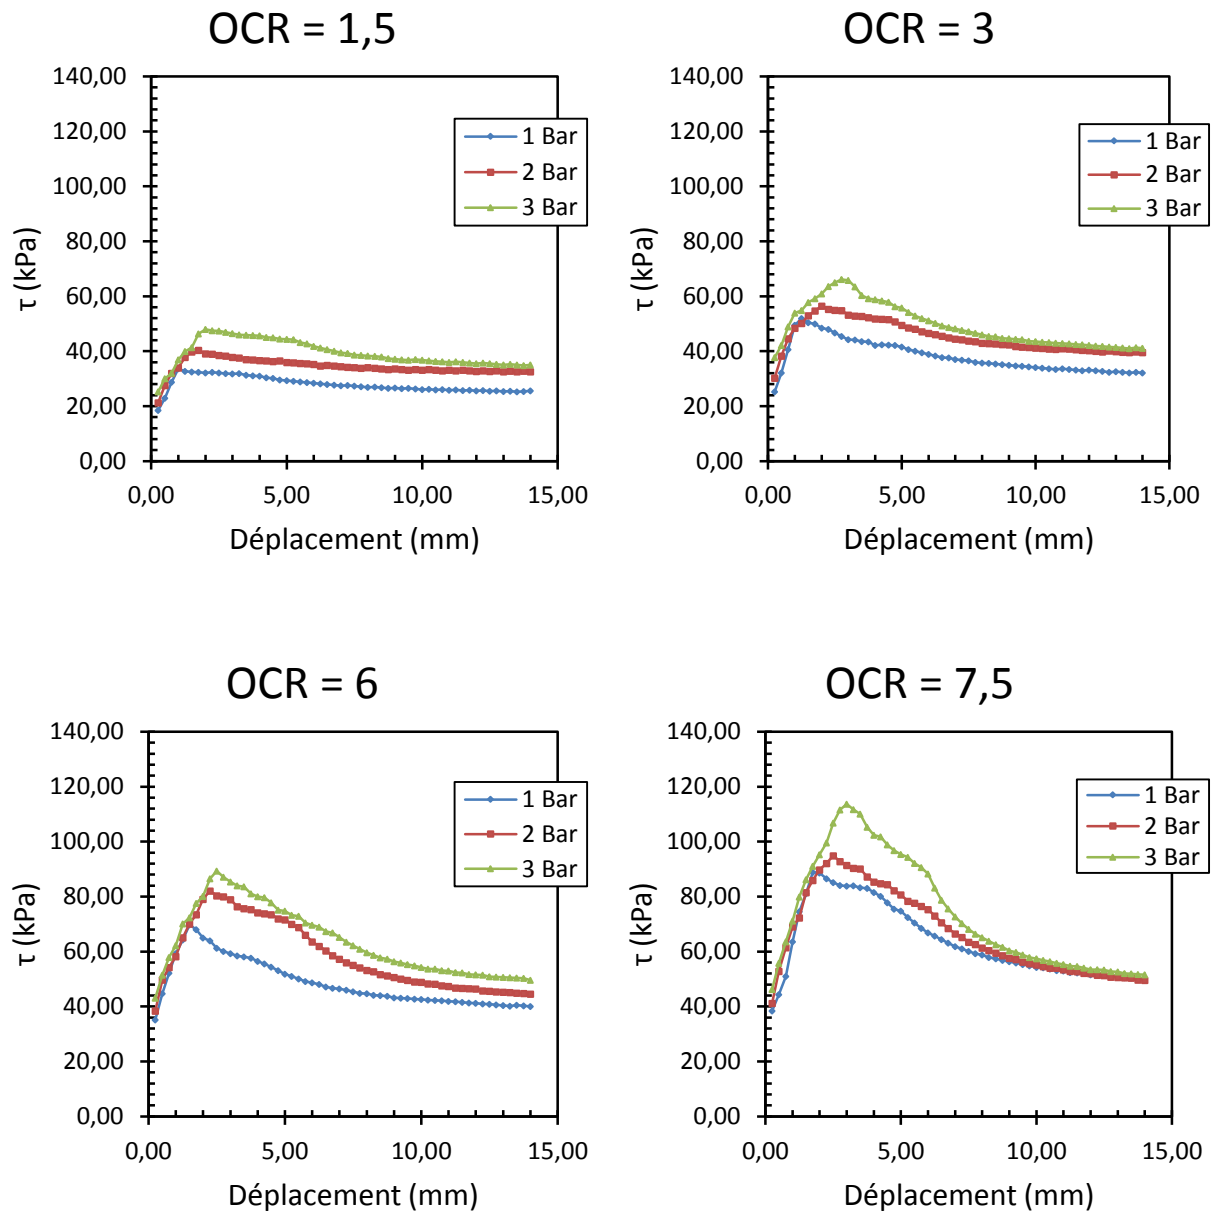 OCR = 1,5
140,00
120,00
100,00
80,00
60,00
40,00
20,00
0,00
0,00 5,00 10,00 15,00
τ (kPa)
Déplacement (mm)
1 Bar
2 Bar
3 Bar
OCR = 3
140,00
120,00
100,00
80,00
60,00
40,00
20,00
0,00
0,00 5,00 10,00 15,00
τ (kPa)
Déplacement (mm)
1 Bar
2 Bar
3 Bar
OCR = 6
140,00
120,00
100,00
80,00
60,00
40,00
20,00
0,00
0,00 5,00 10,00 15,00
τ (kPa)
Déplacement (mm)
1 Bar
2 Bar
3 Bar
OCR = 7,5
140,00
120,00
100,00
80,00
60,00
40,00
20,00
0,00
0,00 5,00 10,00 15,00
τ (kPa)
Déplacement (mm)
1 Bar
2 Bar
3 Bar